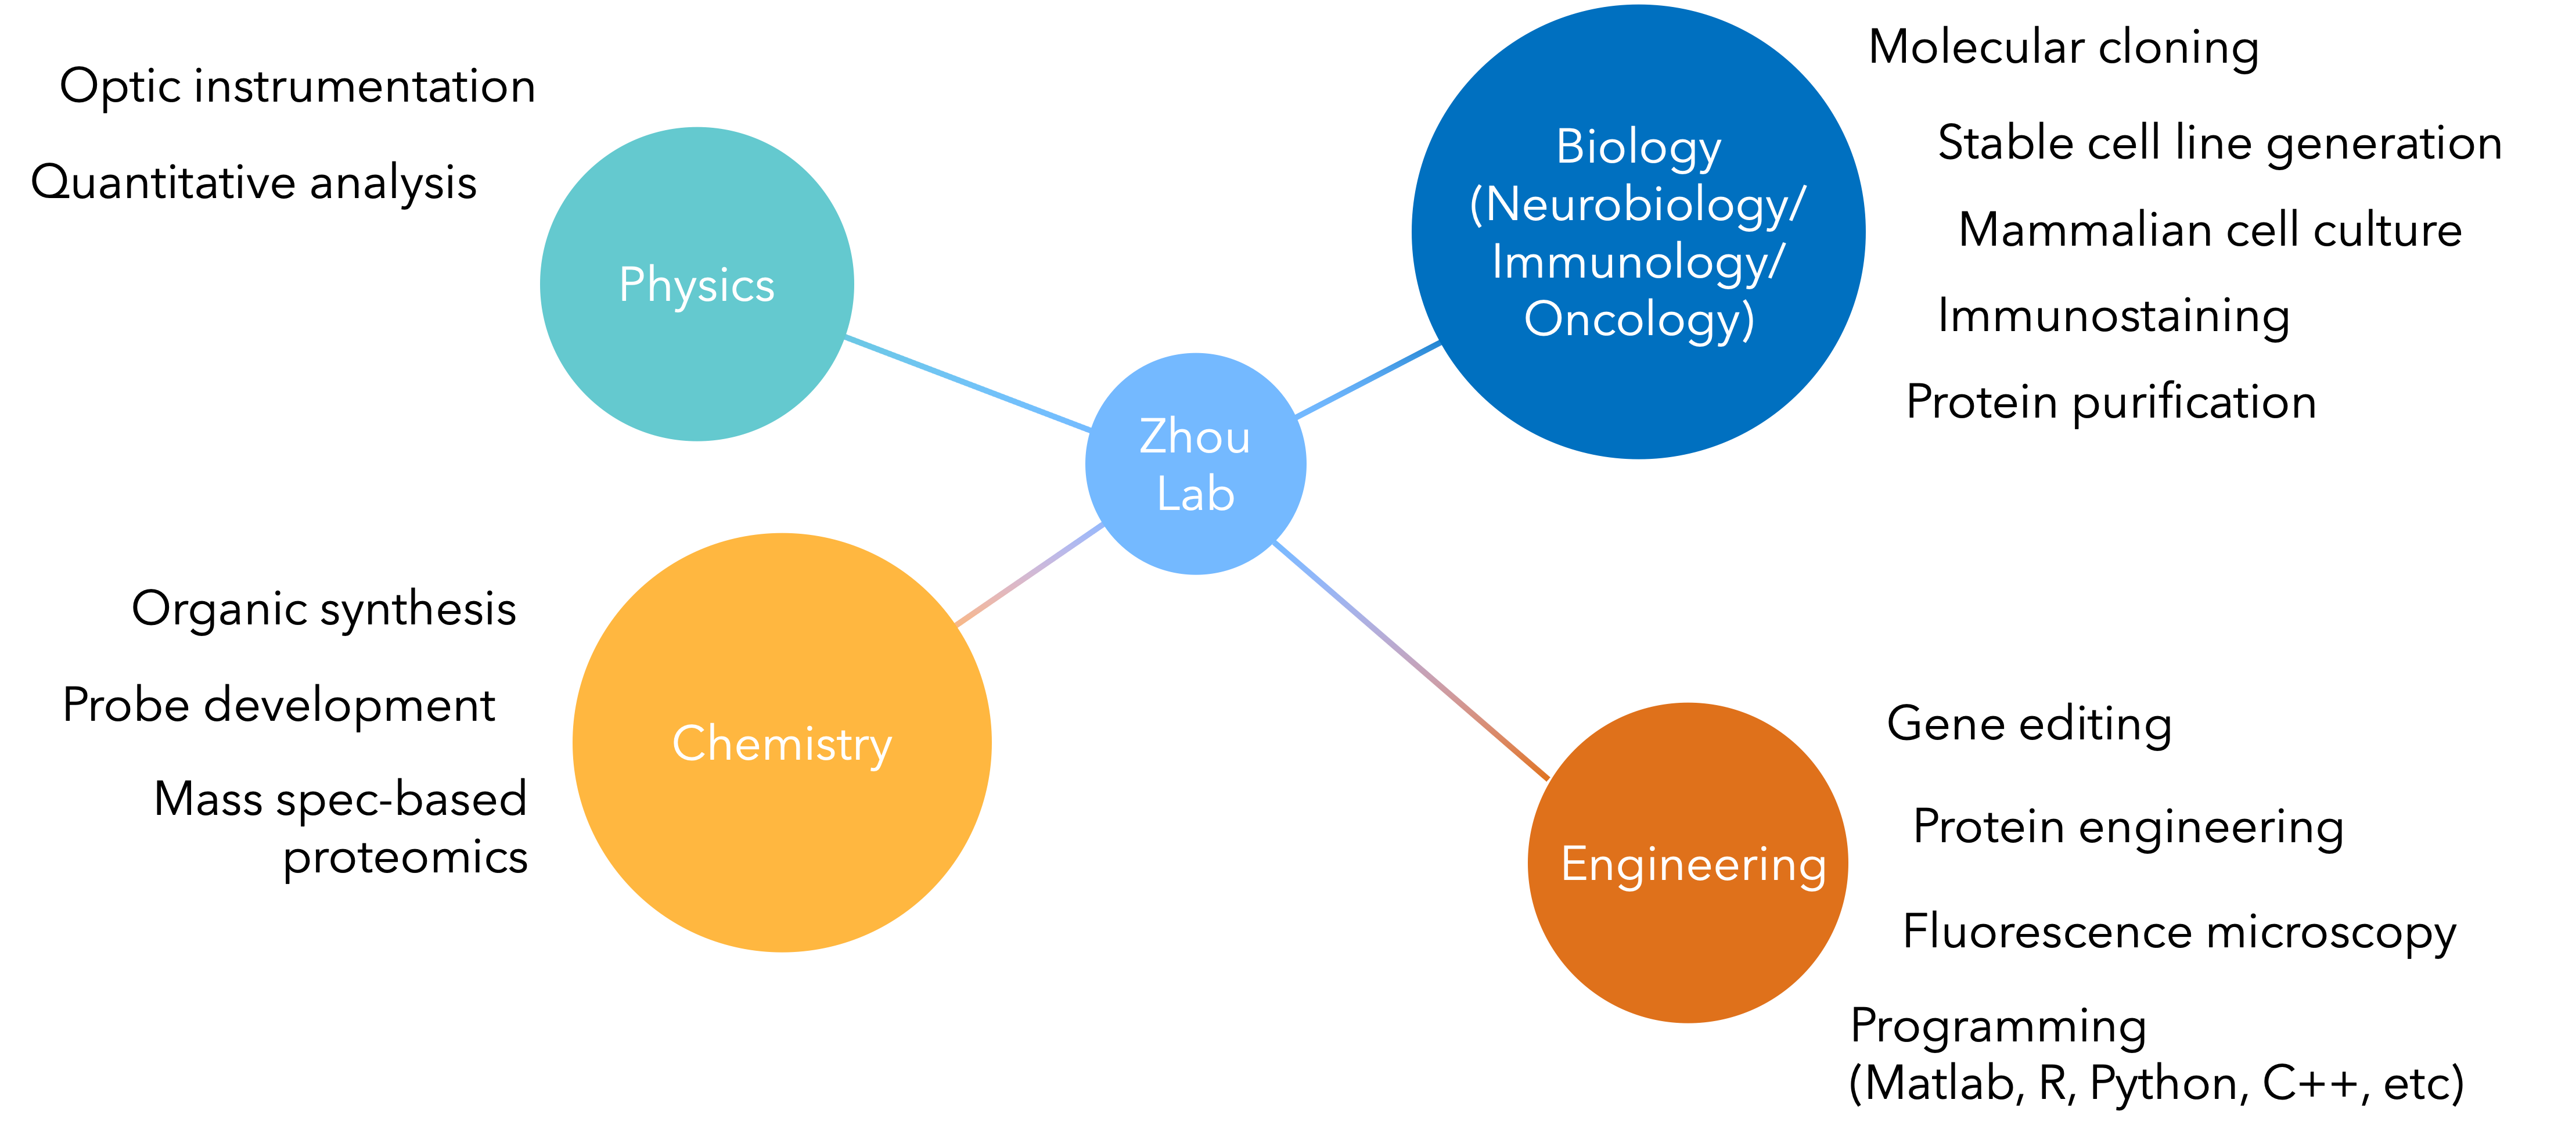 Optic instrumentation
Quantitative analysis
Physics
Biology
(Neurobiology/
Immunology/
Oncology)
Molecular cloning
Stable cell line generation
Mammalian cell culture
Immunostaining
Protein purification
Zhou
Lab
Organic synthesis
Probe development
Mass spec-based
proteomics
Chemistry
Engineering
Gene editing
Protein engineering
Fluorescence microscopy
Programming
(Matlab, R, Python, C++, etc)